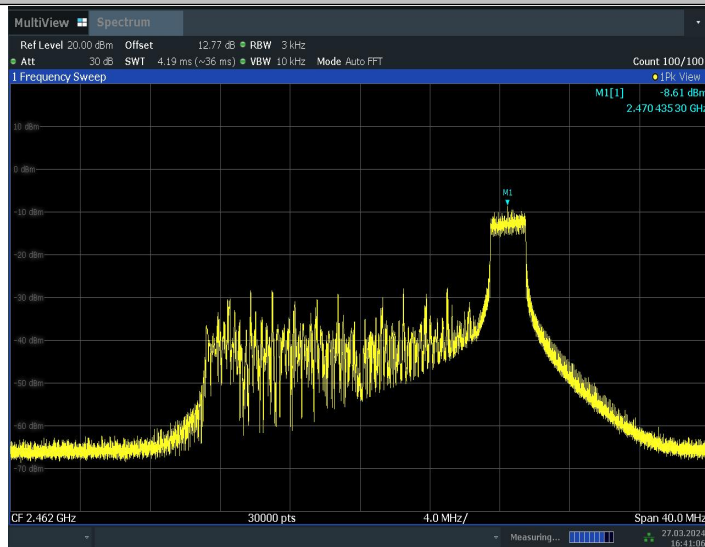 MultiView Spectrum
Ref Level 20.00 dBm Offset 12.77 dB RBW 3 kHz
Att 30 dB SWT 4.19 ms (~36 ms) VBW 10 kHz Mode Auto FFT Count 100/100
1 Frequency Sweep 1Pk View
M1[1] -8.61 dBm
2.470 435 30 GHz
10 dBm
0 dBm
M1
-10 dBm
-20 dBm
-30 dBm
-40 dBm
-50 dBm
-60 dBm
-70 dBm
CF 2.462 GHz 30000 pts 4.0 MHz/ Span 40.0 MHz
Measuring... 27.03.2024
16:41:06